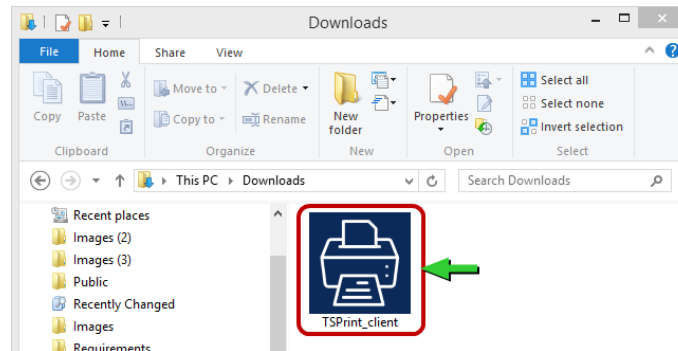 Downloads
File Home Share View
Copy
Paste
Move to
Copy to
Delete
Rename
New
folder
Properties
Select all
Select none
Invert selection
Clipboard Organize New Open Select
This PC Downloads
Search Downloads
Recent places
Images (2)
Images (3)
Public
Recently Changed
Images
Requirements
TSPrint_client